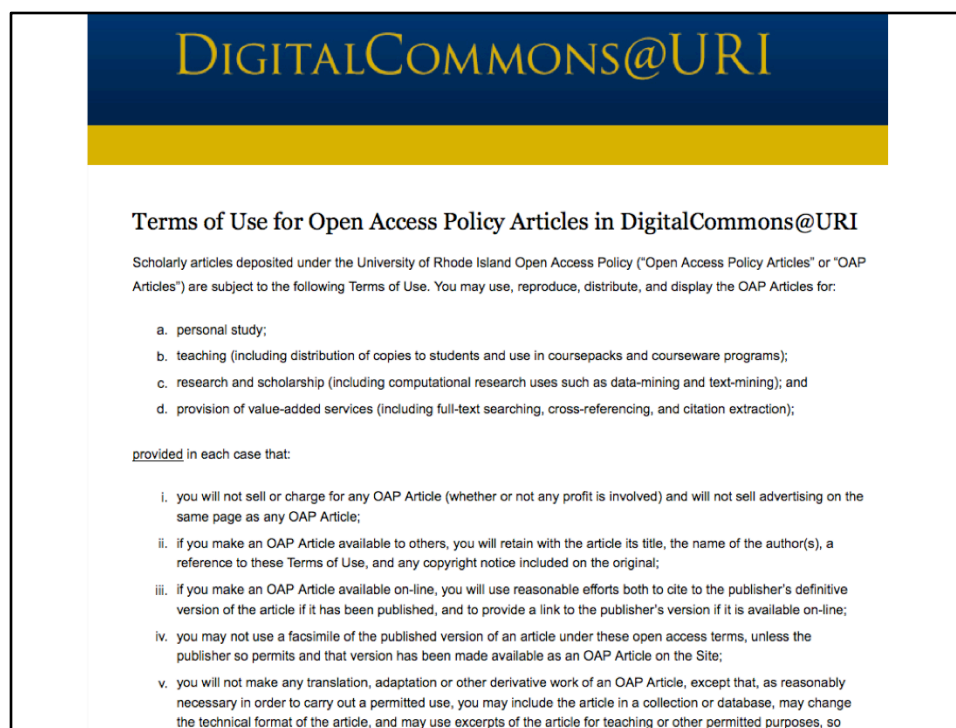 DIGITALCOMMONS@URI
Terms of Use for Open Access Policy Articles in DigitalCommons@URI
Scholarly articles deposited under the University of Rhode Island Open Access Policy (“Open Access Policy Articles” or “OAP
Articles”) are subject to the following Terms of Use. You may use, reproduce, distribute, and display the OAP Articles for:
a. personal study;
b. teaching (including distribution of copies to students and use in coursepacks and courseware programs);
c. research and scholarship (including computational research uses such as data-mining and text-mining); and
d. provision of value-added services (including full-text searching, cross-referencing, and citation extraction);
provided in each case that:
i. you will not sell or charge for any OAP Article (whether or not any profit is involved) and will not sell advertising on the
same page as any OAP Article;
ii. if you make an OAP Article available to others, you will retain with the article its title, the name of the author(s), a
reference to these Terms of Use, and any copyright notice included on the original;
iii. if you make an OAP Article available on-line, you will use reasonable efforts both to cite to the publisher’s definitive
version of the article if it has been published, and to provide a link to the publisher’s version if it is available on-line;
iv. you may not use a facsimile of the published version of an article under these open access terms, unless the
publisher so permits and that version has been made available as an OAP Article on the Site;
v. you will not make any translation, adaptation or other derivative work of an OAP Article, except that, as reasonably
necessary in order to carry out a permitted use, you may include the article in a collection or database, may change
the technical format of the article, and may use excerpts of the article for teaching or other permitted purposes, so